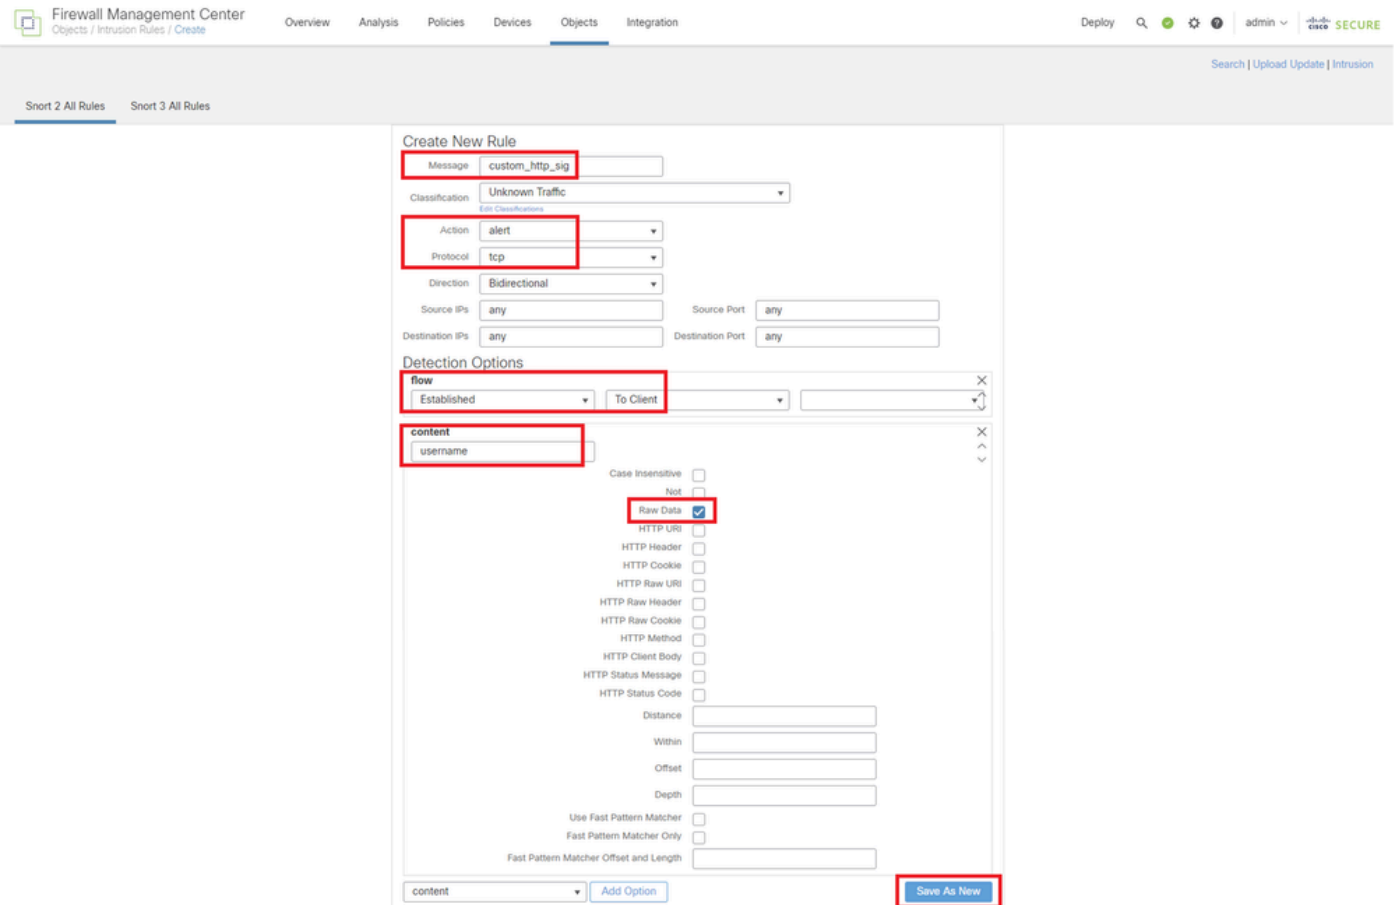 Firewall Management Center
Objects / Intrusion Rules / Create
Overview Analysis Policies Devices Objects Integration
Deploy admin cisco SECURE
Search | Upload Update | Intrusion
Snort 2 All Rules Snort 3 All Rules
Create New Rule
Message custom_http_sig
Classification Unknown Traffic
Edit Classifications
Action alert
Protocol tcp
Direction Bidirectional
Source IPs any Source Port any
Destination IPs any Destination Port any
Detection Options
flow
Established To Client
content
username
Case Insensitive
Not
Raw Data
HTTP URI
HTTP Header
HTTP Cookie
HTTP Raw URI
HTTP Raw Header
HTTP Raw Cookie
HTTP Method
HTTP Client Body
HTTP Status Message
HTTP Status Code
Distance
Within
Offset
Depth
Use Fast Pattern Matcher
Fast Pattern Matcher Only
Fast Pattern Matcher Offset and Length
content Add Option Save As New